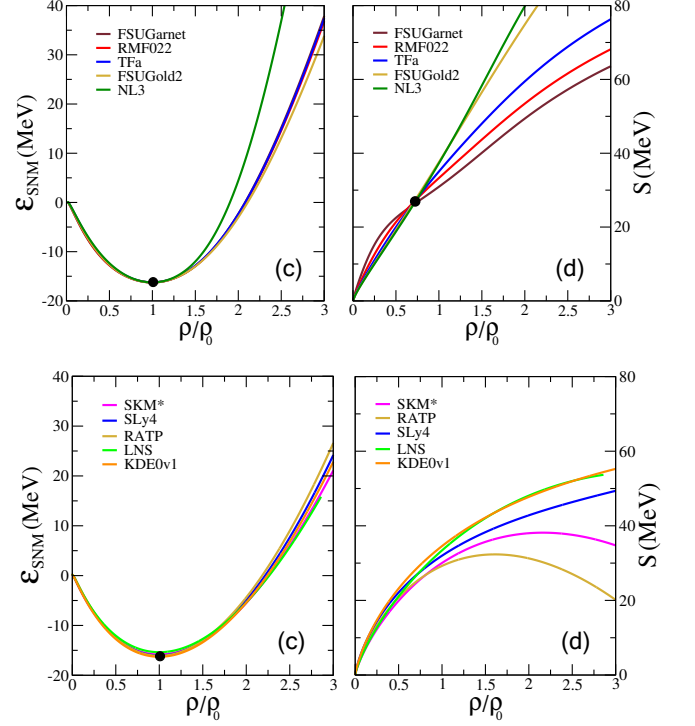 40
30
20
10
0
-10
-20
ε_SNM (MeV)
FSUGarnet
RMF022
TFa
FSUGold2
NL3
(c)
0 0.5 1 1.5 2 2.5 3
ρ/ρ₀
FSUGarnet
RMF022
TFa
FSUGold2
NL3
(d)
80
60
40
20
0
S (MeV)
0 0.5 1 1.5 2 2.5 3
ρ/ρ₀
40
30
20
10
0
-10
-20
ε_SNM (MeV)
SKM*
SLy4
RATP
LNS
KDE0v1
(c)
0 0.5 1 1.5 2 2.5 3
ρ/ρ₀
SKM*
RATP
SLy4
LNS
KDE0v1
(d)
80
60
40
20
0
S (MeV)
0 0.5 1 1.5 2 2.5 3
ρ/ρ₀